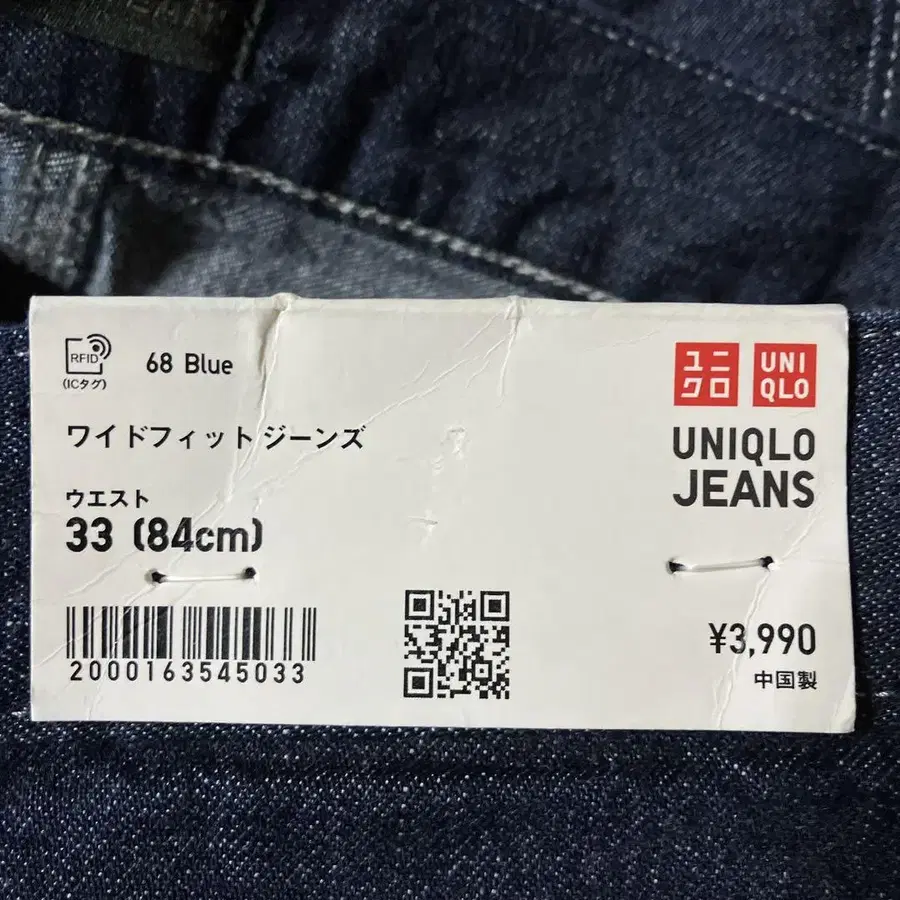 RFID
(ICタグ)
68 Blue
ワイドフィット ジーンズ
ウエスト
33 (84cm)
2000163545033
ユニ
クロ
UNI
QLO
UNIQLO
JEANS
¥3,990
中国製